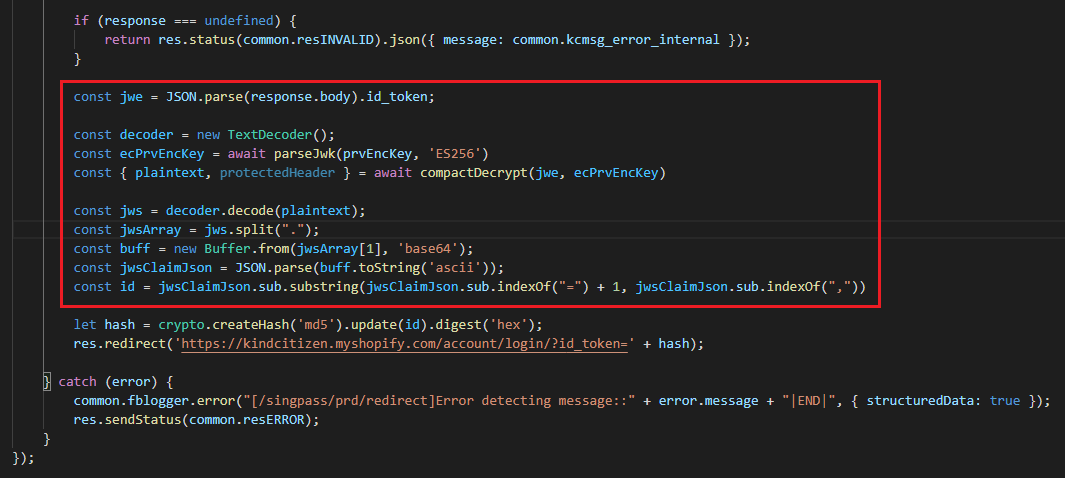 if (response === undefined) {
return res.status(common.resINVALID).json({ message: common.kcmsg_error_internal });
}
const jwe = JSON.parse(response.body).id_token;
const decoder = new TextDecoder();
const ecPrvEncKey = await parseJwk(prvEncKey, 'ES256')
const { plaintext, protectedHeader } = await compactDecrypt(jwe, ecPrvEncKey)
const jws = decoder.decode(plaintext);
const jwsArray = jws.split(".");
const buff = new Buffer.from(jwsArray[1], 'base64');
const jwsClaimJson = JSON.parse(buff.toString('ascii'));
const id = jwsClaimJson.sub.substring(jwsClaimJson.sub.indexOf("=") + 1, jwsClaimJson.sub.indexOf(","))
let hash = crypto.createHash('md5').update(id).digest('hex');
res.redirect('https://kindcitizen.myshopify.com/account/login/?id_token=' + hash);
} catch (error) {
common.fblogger.error("[/singpass/prd/redirect]Error detecting message::" + error.message + "|END|", { structuredData: true });
res.sendStatus(common.resERROR);
}
});